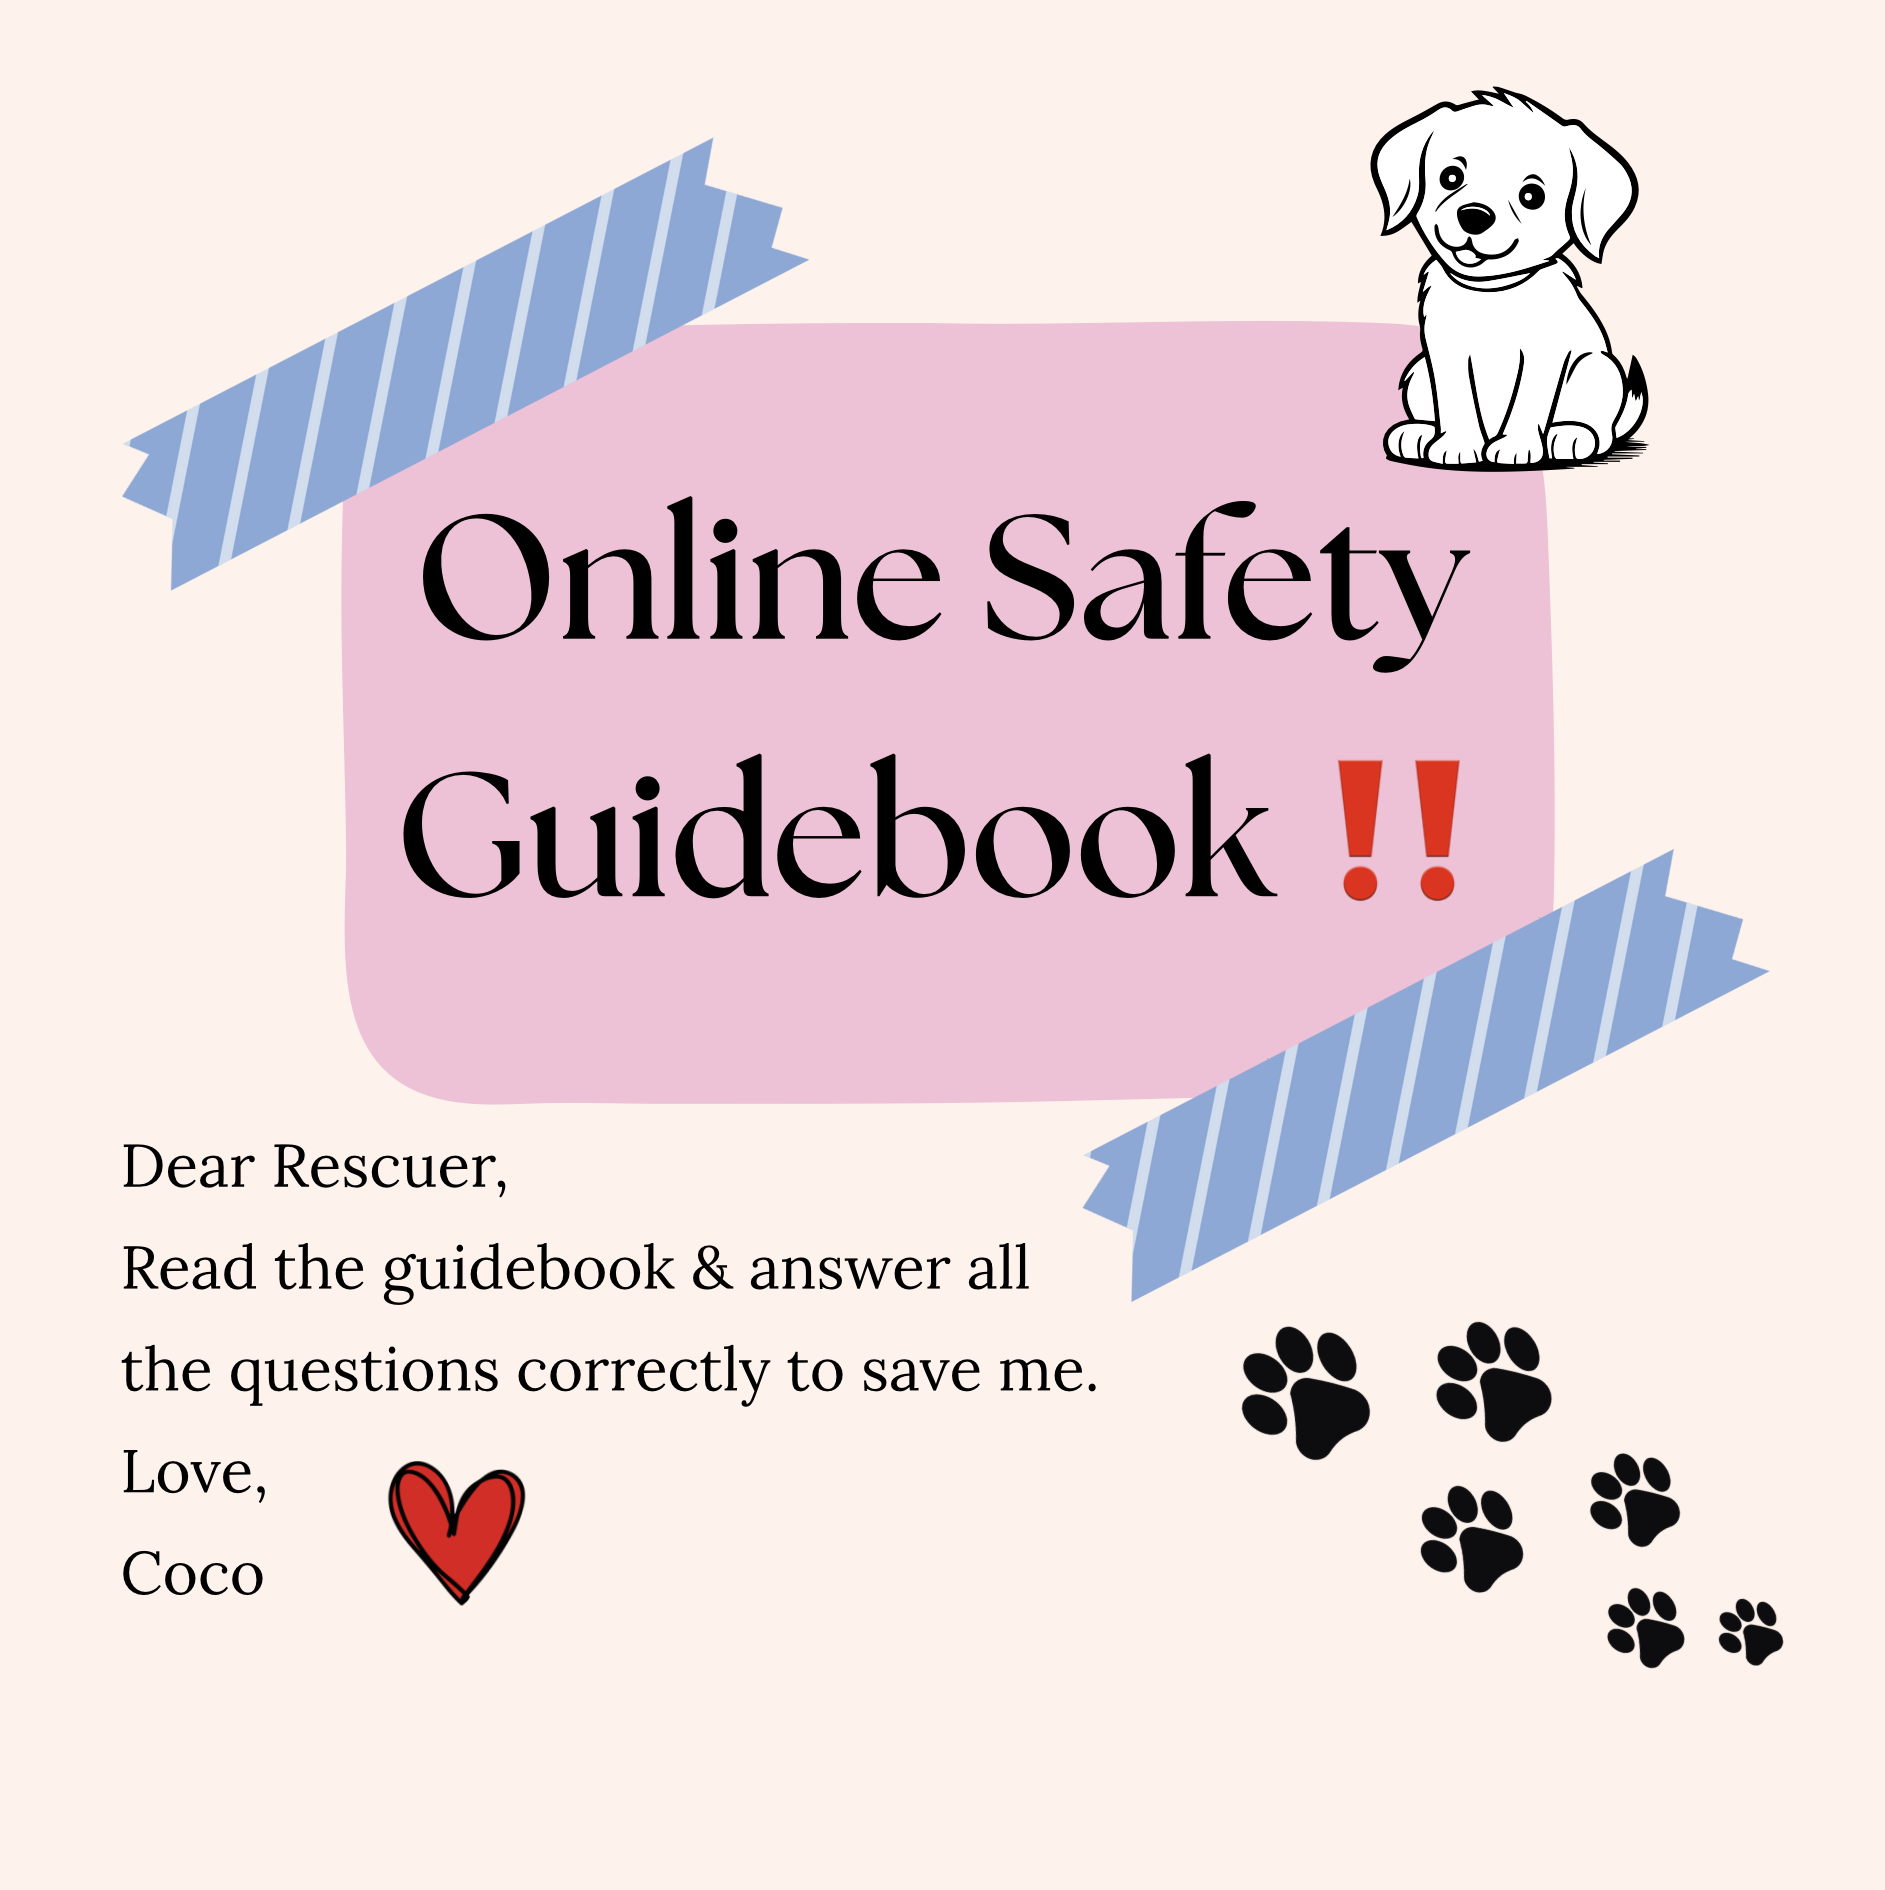 Online Safety
Guidebook ‼️
Dear Rescuer,
Read the guidebook & answer all
the questions correctly to save me.
Love,
Coco